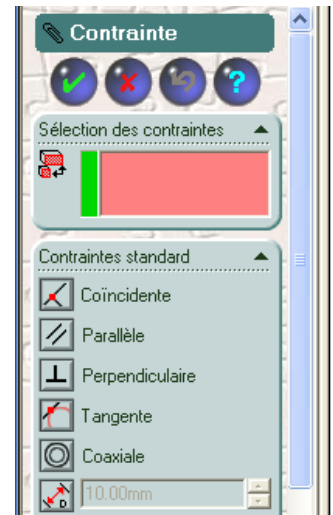 Contrainte
?
Sélection des contraintes
Contraintes standard
Coïncidente
Parallèle
Perpendiculaire
Tangente
Coaxiale
D 10.00mm